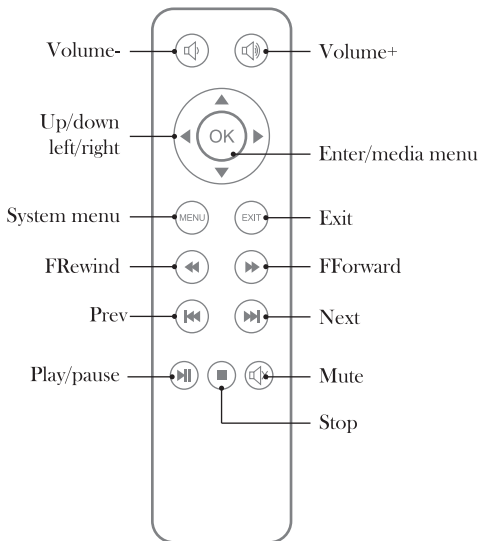 Volume-
Volume+
Up/down
left/right
OK
Enter/media menu
System menu
MENU
EXIT
Exit
FRewind
FForward
Prev
Next
Play/pause
Mute
Stop